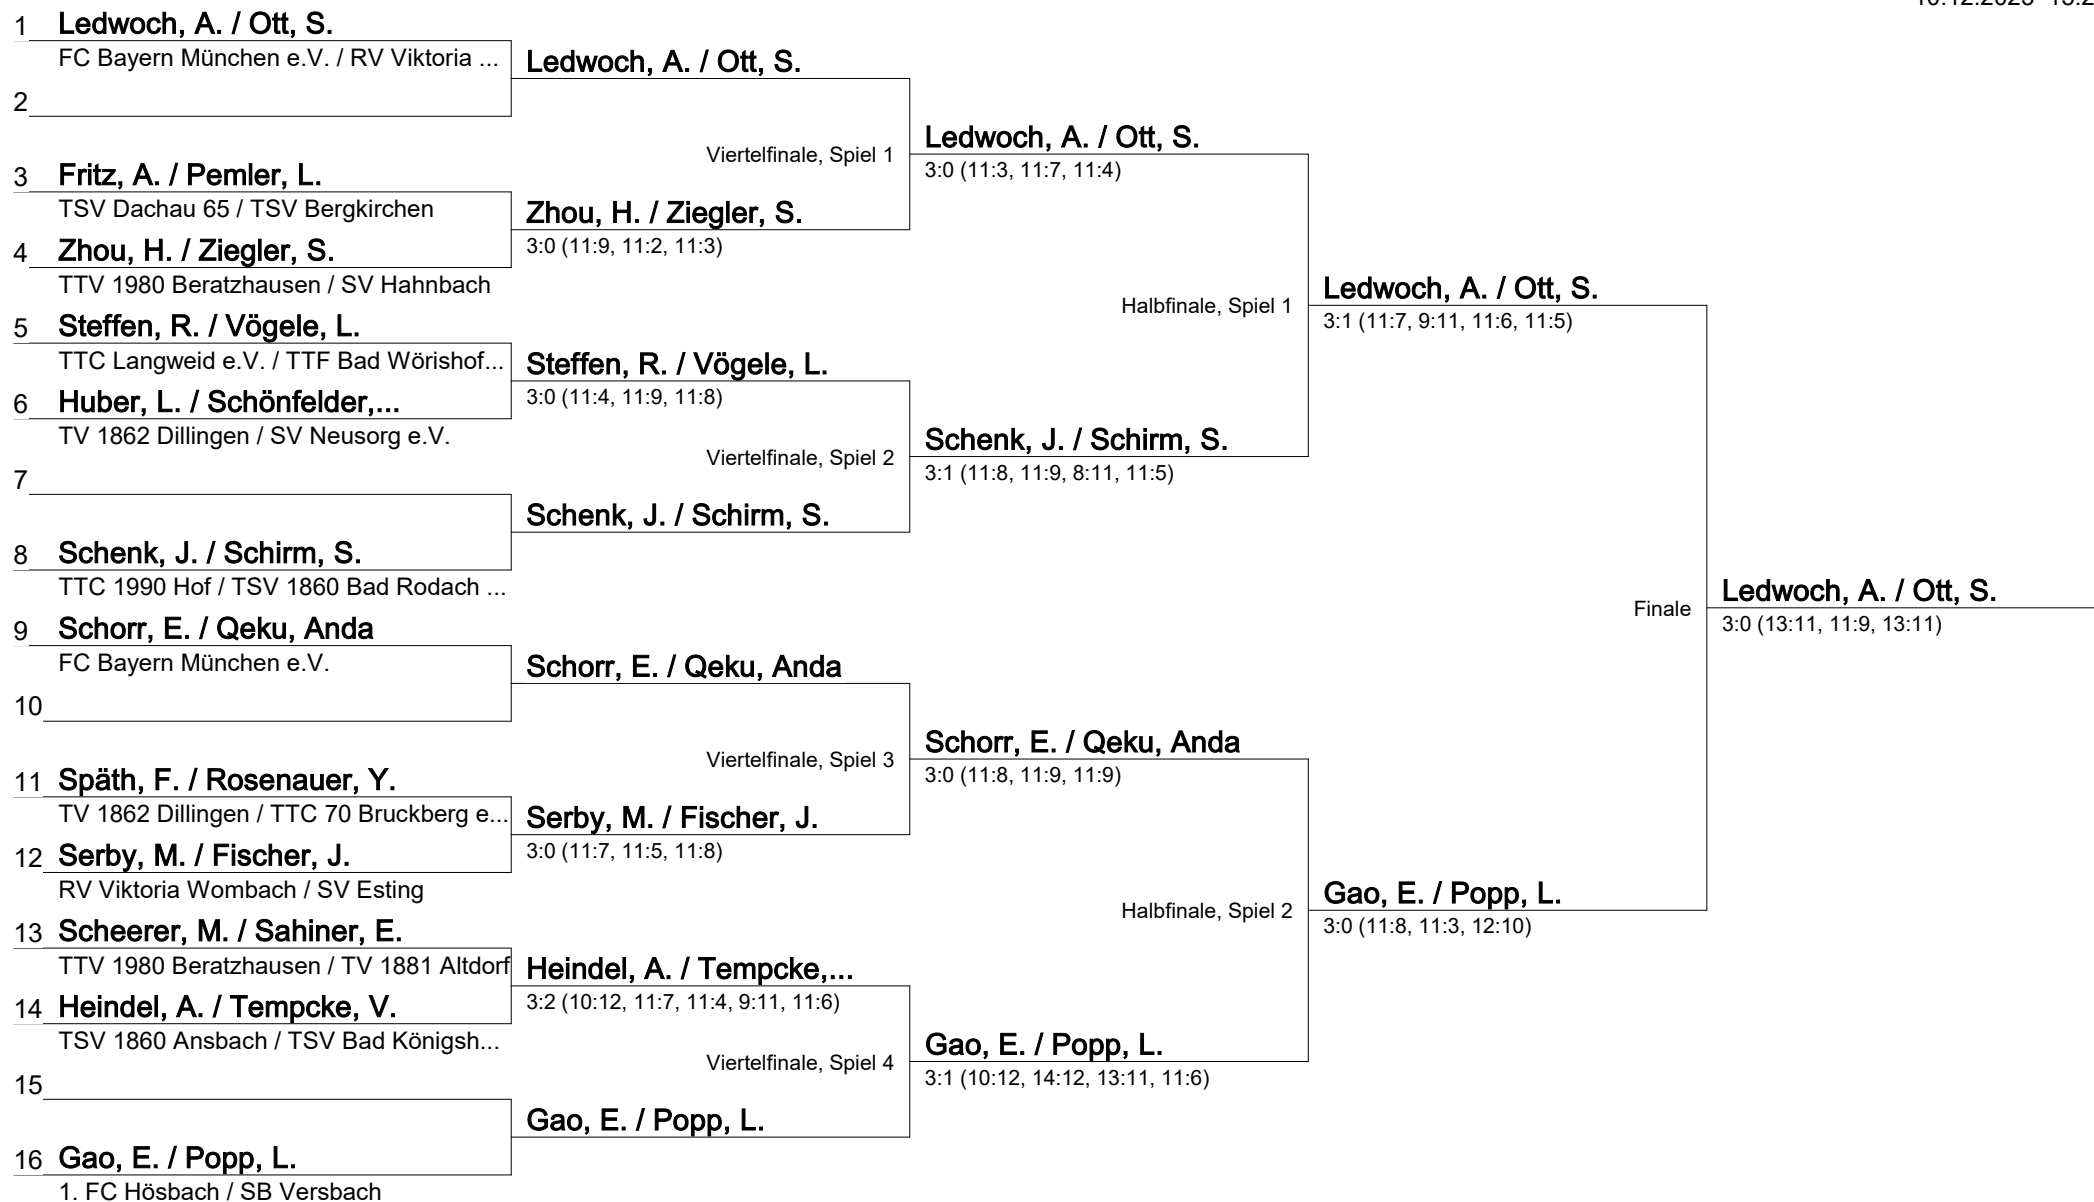 1 Ledwoch, A. / Ott, S.
FC Bayern München e.V. / RV Viktoria ...
2
3 Fritz, A. / Pemler, L.
TSV Dachau 65 / TSV Bergkirchen
4 Zhou, H. / Ziegler, S.
TTV 1980 Beratzhausen / SV Hahnbach
5 Steffen, R. / Vögele, L.
TTC Langweid e.V. / TTF Bad Wörishof...
6 Huber, L. / Schönfelder,...
TV 1862 Dillingen / SV Neusorg e.V.
7
8 Schenk, J. / Schirm, S.
TTC 1990 Hof / TSV 1860 Bad Rodach ...
9 Schorr, E. / Qeku, Anda
FC Bayern München e.V.
10
11 Späth, F. / Rosenauer, Y.
TV 1862 Dillingen / TTC 70 Bruckberg e...
12 Serby, M. / Fischer, J.
RV Viktoria Wombach / SV Esting
13 Scheerer, M. / Sahiner, E.
TTV 1980 Beratzhausen / TV 1881 Altdorf
14 Heindel, A. / Tempcke, V.
TSV 1860 Ansbach / TSV Bad Königsh...
15
16 Gao, E. / Popp, L.
1. FC Hösbach / SB Versbach
Ledwoch, A. / Ott, S.
Viertelfinale, Spiel 1
Zhou, H. / Ziegler, S.
3:0 (11:9, 11:2, 11:3)
Steffen, R. / Vögele, L.
3:0 (11:4, 11:9, 11:8)
Viertelfinale, Spiel 2
Schenk, J. / Schirm, S.
Schorr, E. / Qeku, Anda
Viertelfinale, Spiel 3
Serby, M. / Fischer, J.
3:0 (11:7, 11:5, 11:8)
Heindel, A. / Tempcke,...
3:2 (10:12, 11:7, 11:4, 9:11, 11:6)
Viertelfinale, Spiel 4
Gao, E. / Popp, L.
Ledwoch, A. / Ott, S.
3:0 (11:3, 11:7, 11:4)
Halbfinale, Spiel 1
Schenk, J. / Schirm, S.
3:1 (11:8, 11:9, 8:11, 11:5)
Schorr, E. / Qeku, Anda
3:0 (11:8, 11:9, 11:9)
Halbfinale, Spiel 2
Gao, E. / Popp, L.
3:1 (10:12, 14:12, 13:11, 11:6)
Ledwoch, A. / Ott, S.
3:1 (11:7, 9:11, 11:6, 11:5)
Finale
Gao, E. / Popp, L.
3:0 (11:8, 11:3, 12:10)
Ledwoch, A. / Ott, S.
3:0 (13:11, 11:9, 13:11)